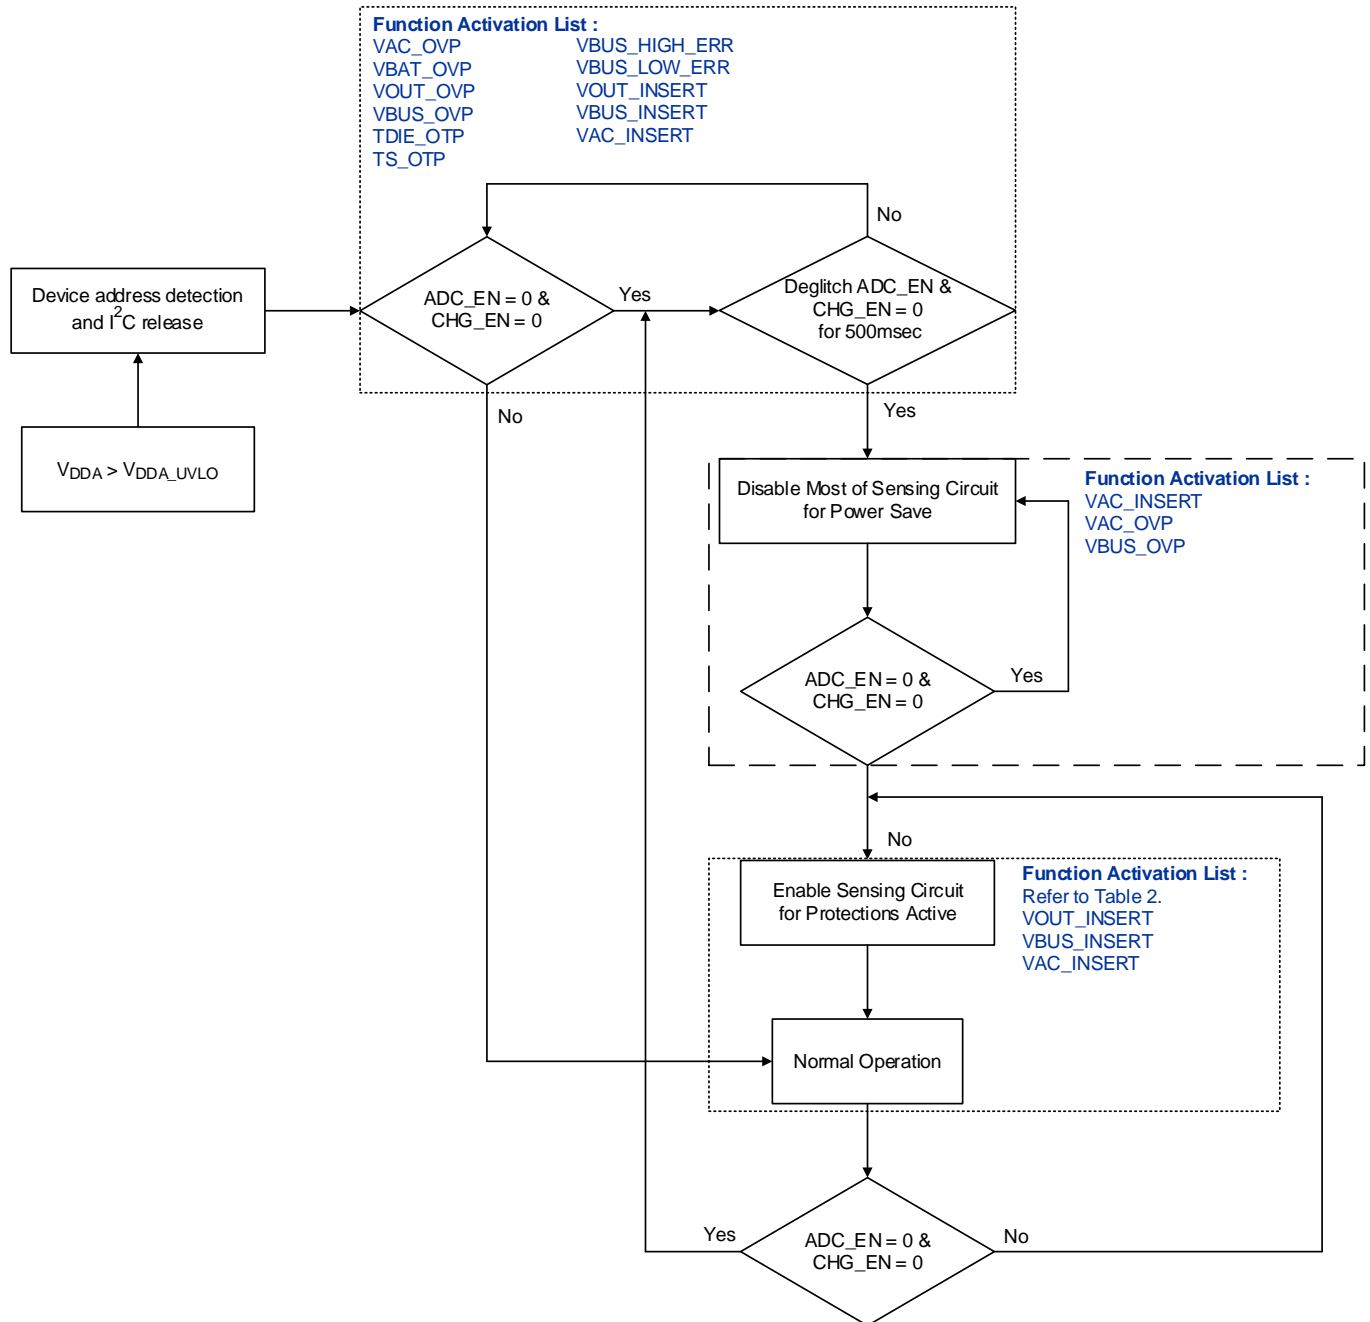 Function Activation List :
VAC_OVP
VBAT_OVP
VOUT_OVP
VBUS_OVP
TDIE_OTP
TS_OTP
VBUS_HIGH_ERR
VBUS_LOW_ERR
VOUT_INSERT
VBUS_INSERT
VAC_INSERT
No
Device address detection
and I2C release
ADC_EN = 0 &
CHG_EN = 0
Yes
Deglitch ADC_EN &
CHG_EN = 0
for 500msec
No
Yes
VDDA > VDDA_UVLO
Disable Most of Sensing Circuit
for Power Save
Function Activation List :
VAC_INSERT
VAC_OVP
VBUS_OVP
ADC_EN = 0 &
CHG_EN = 0
Yes
No
Enable Sensing Circuit
for Protections Active
Function Activation List :
Refer to Table 2.
VOUT_INSERT
VBUS_INSERT
VAC_INSERT
Normal Operation
Yes
ADC_EN = 0 &
CHG_EN = 0
No